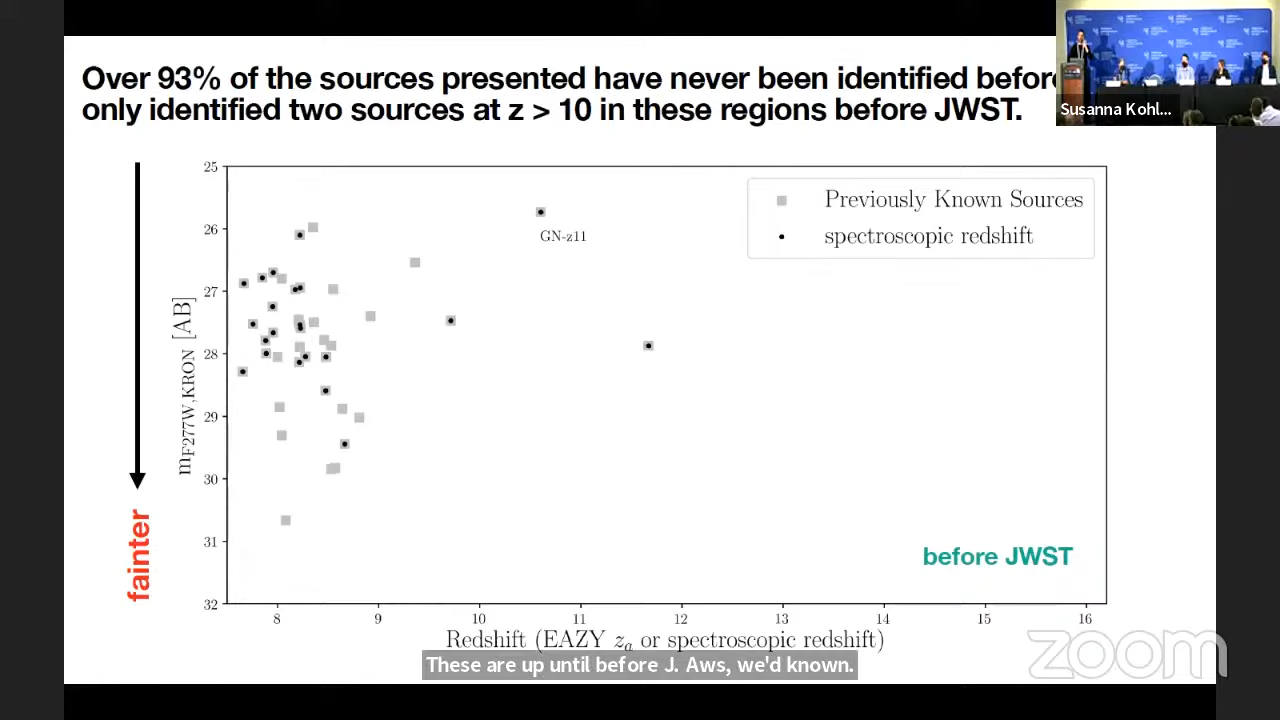 Over 93% of the sources presented have never been identified before
only identified two sources at z > 10 in these regions before JWST.
Susanna Kohl...
25
26
27
28
29
30
31
32
m_F277W,KRON [AB]
fainter
Previously Known Sources
spectroscopic redshift
GN-z11
before JWST
8 9 10 11 12 13 14 15 16
Redshift (EAZY z_a or spectroscopic redshift)
These are up until before J. Aws, we'd known.
zoom